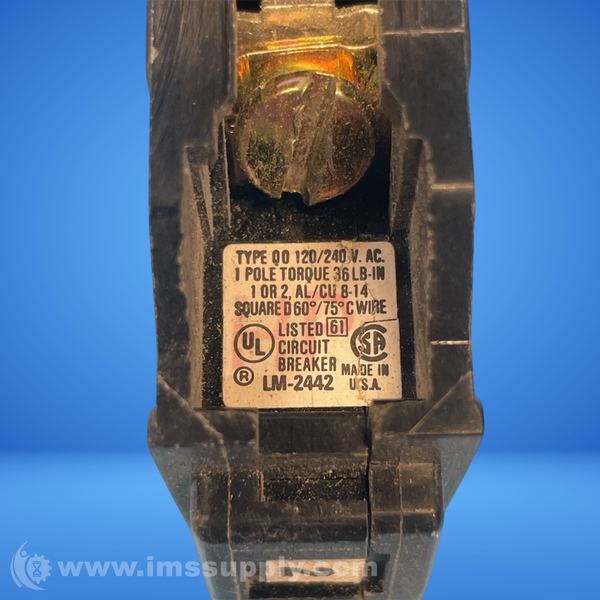 TYPE QO 120/240 V. AC.
1 POLE TORQUE 36 LB-IN
1 OR 2, AL/CU 8-14
SQUARE D 60°/75°C WIRE
UL LISTED 61 SA
CIRCUIT
BREAKER MADE IN
® LM-2442 U.S.A.
www.imssupply.com